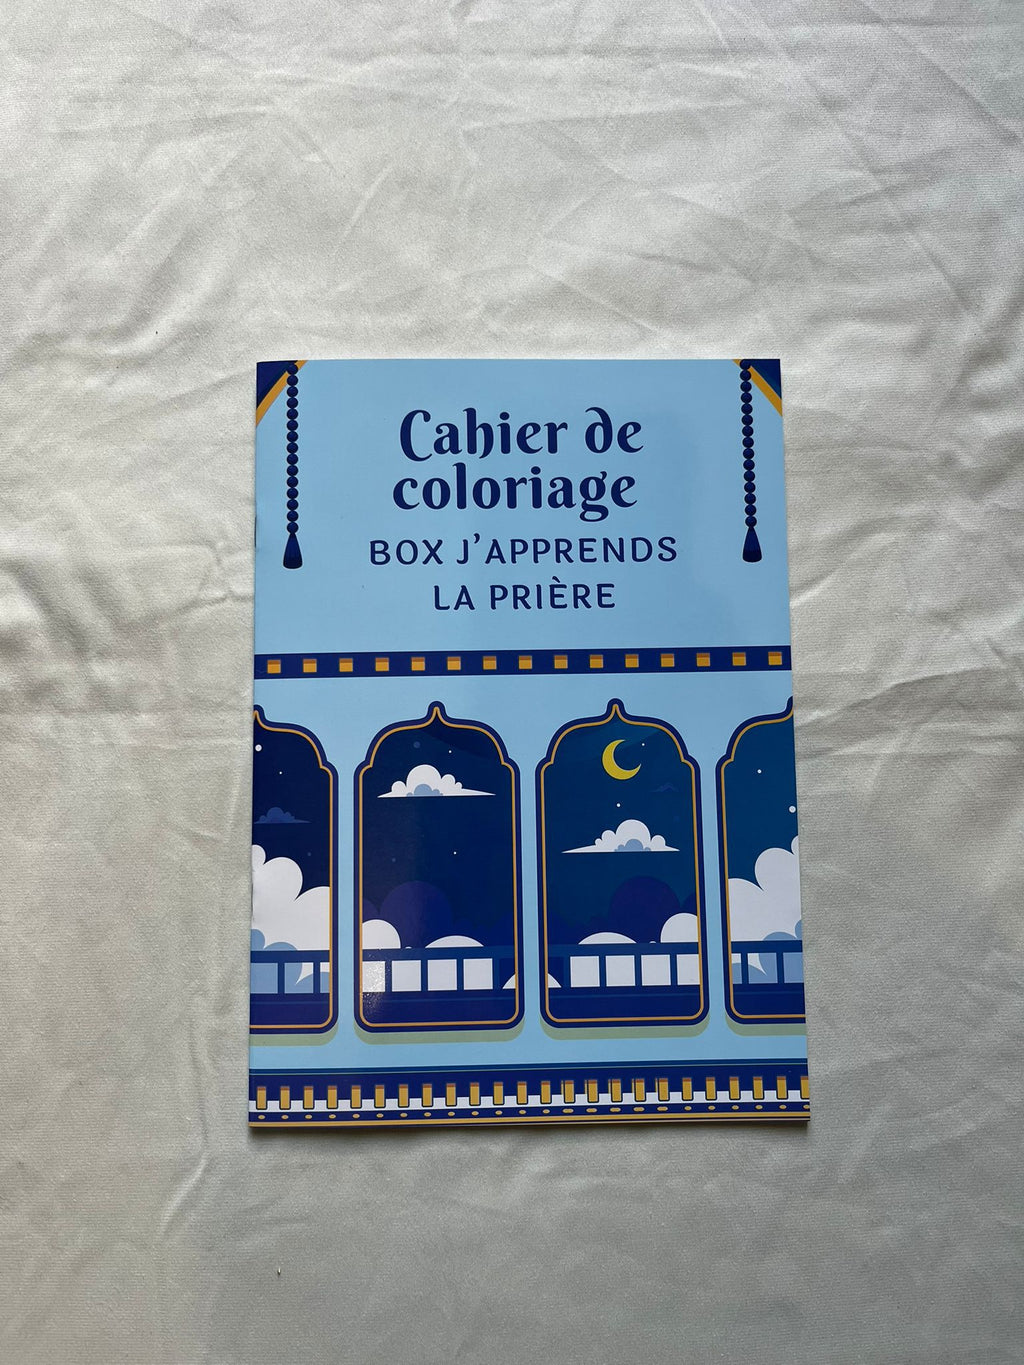 Cahier de
coloriage
BOX J'APPRENDS
LA PRIÈRE